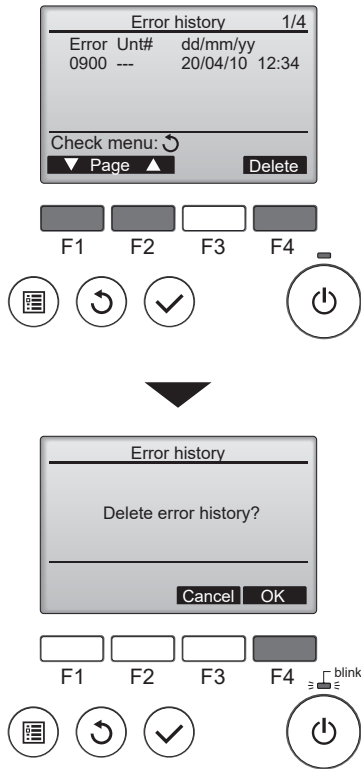 Error history 1/4
Error Unt# dd/mm/yy
0900 --- 20/04/10 12:34
Check menu:
▼ Page ▲ Delete
F1 F2 F3 F4
Error history
Delete error history?
Cancel OK
F1 F2 F3 F4
blink